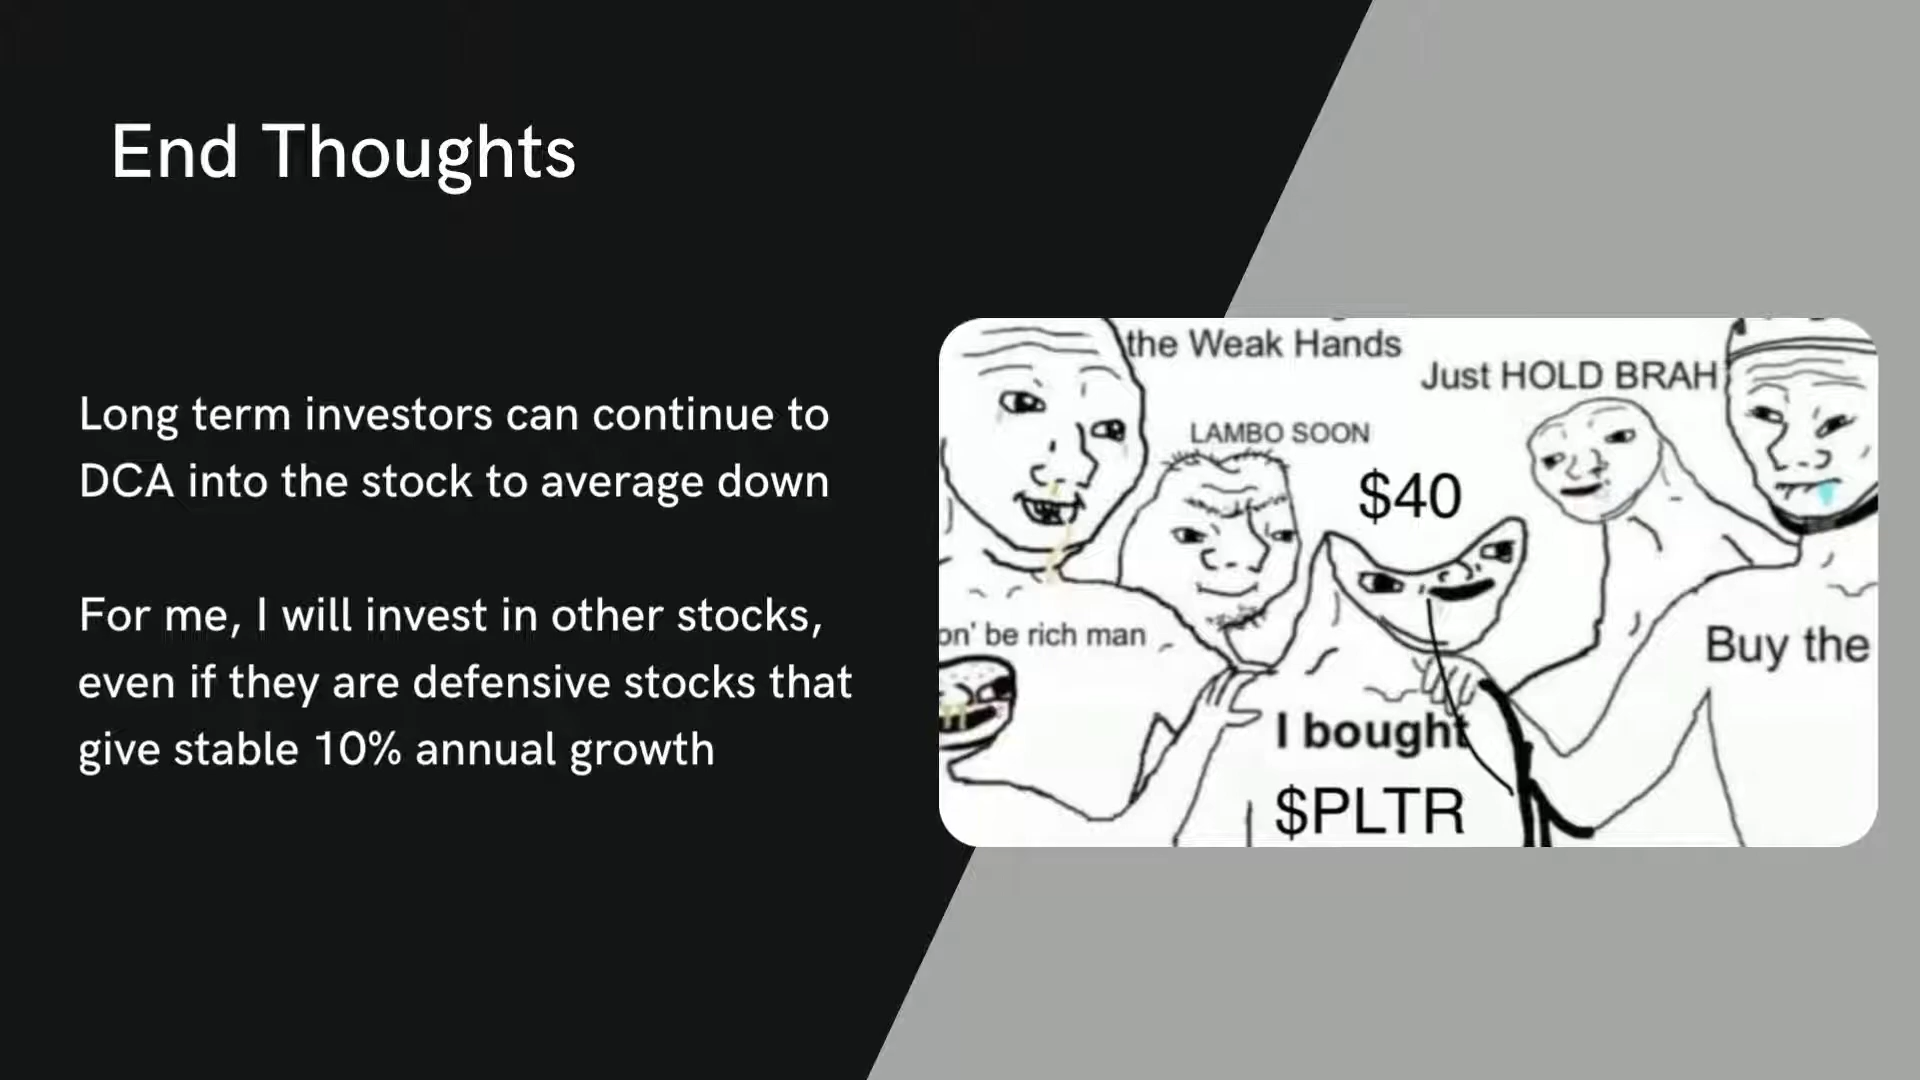 End Thoughts
Long term investors can continue to
DCA into the stock to average down
For me, I will invest in other stocks,
even if they are defensive stocks that
give stable 10% annual growth
the Weak Hands
Just HOLD BRAH
LAMBO SOON
$40
on' be rich man
Buy the
I bought
$PLTR